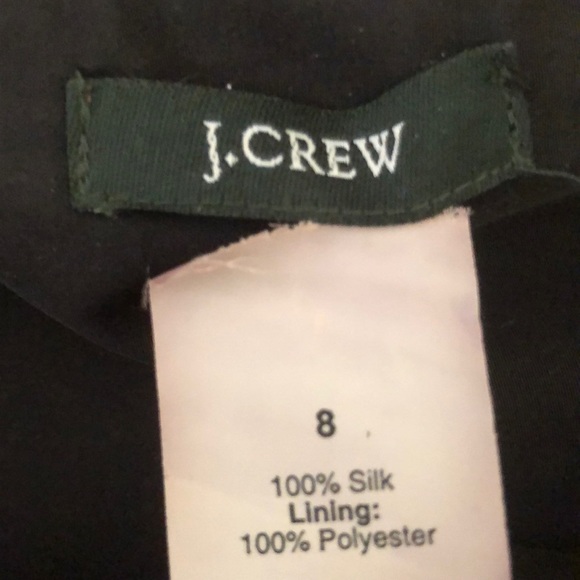 J.CREW
8
100% Silk
Lining:
100% Polyester